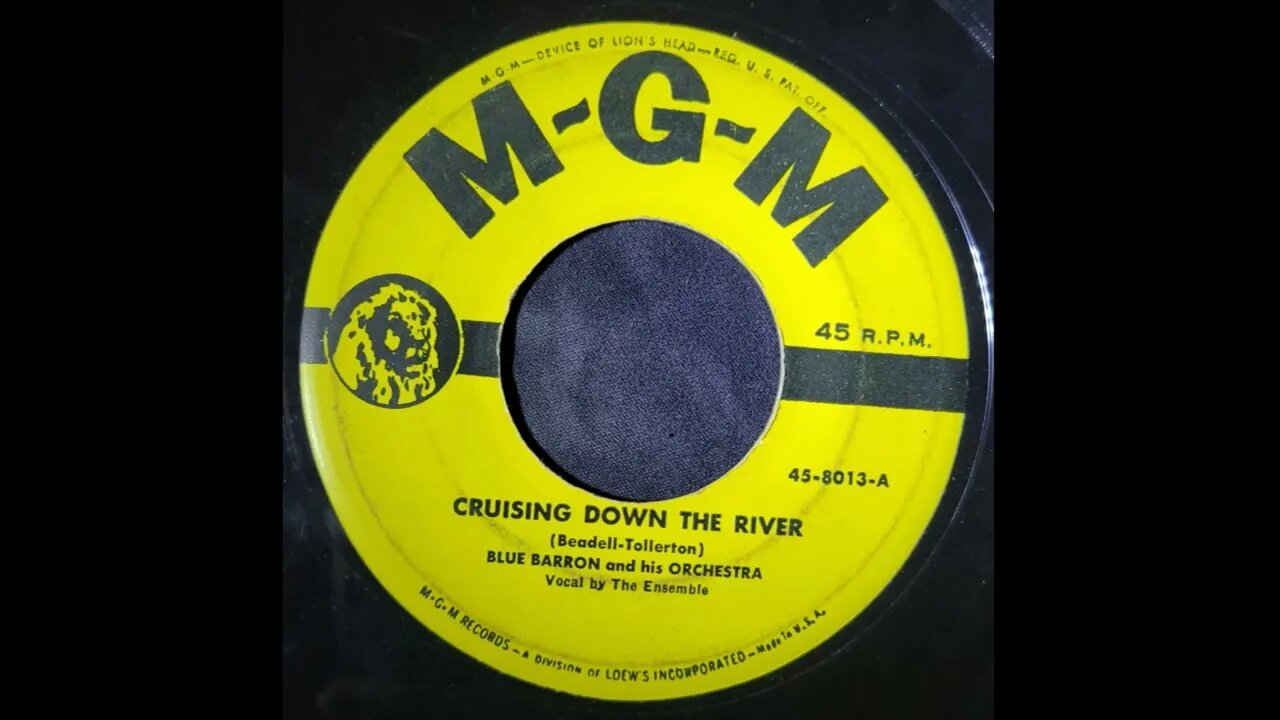 M-G-M—DEVICE OF LION'S HEAD—REG. U. S. PAT. OFF.
M-G-M
45 R.P.M.
45-8013-A
CRUISING DOWN THE RIVER
(Beadell-Tollerton)
BLUE BARRON and his ORCHESTRA
Vocal by The Ensemble
M-G-M RECORDS—A DIVISION OF LOEW'S INCORPORATED—Made in U. S. A.